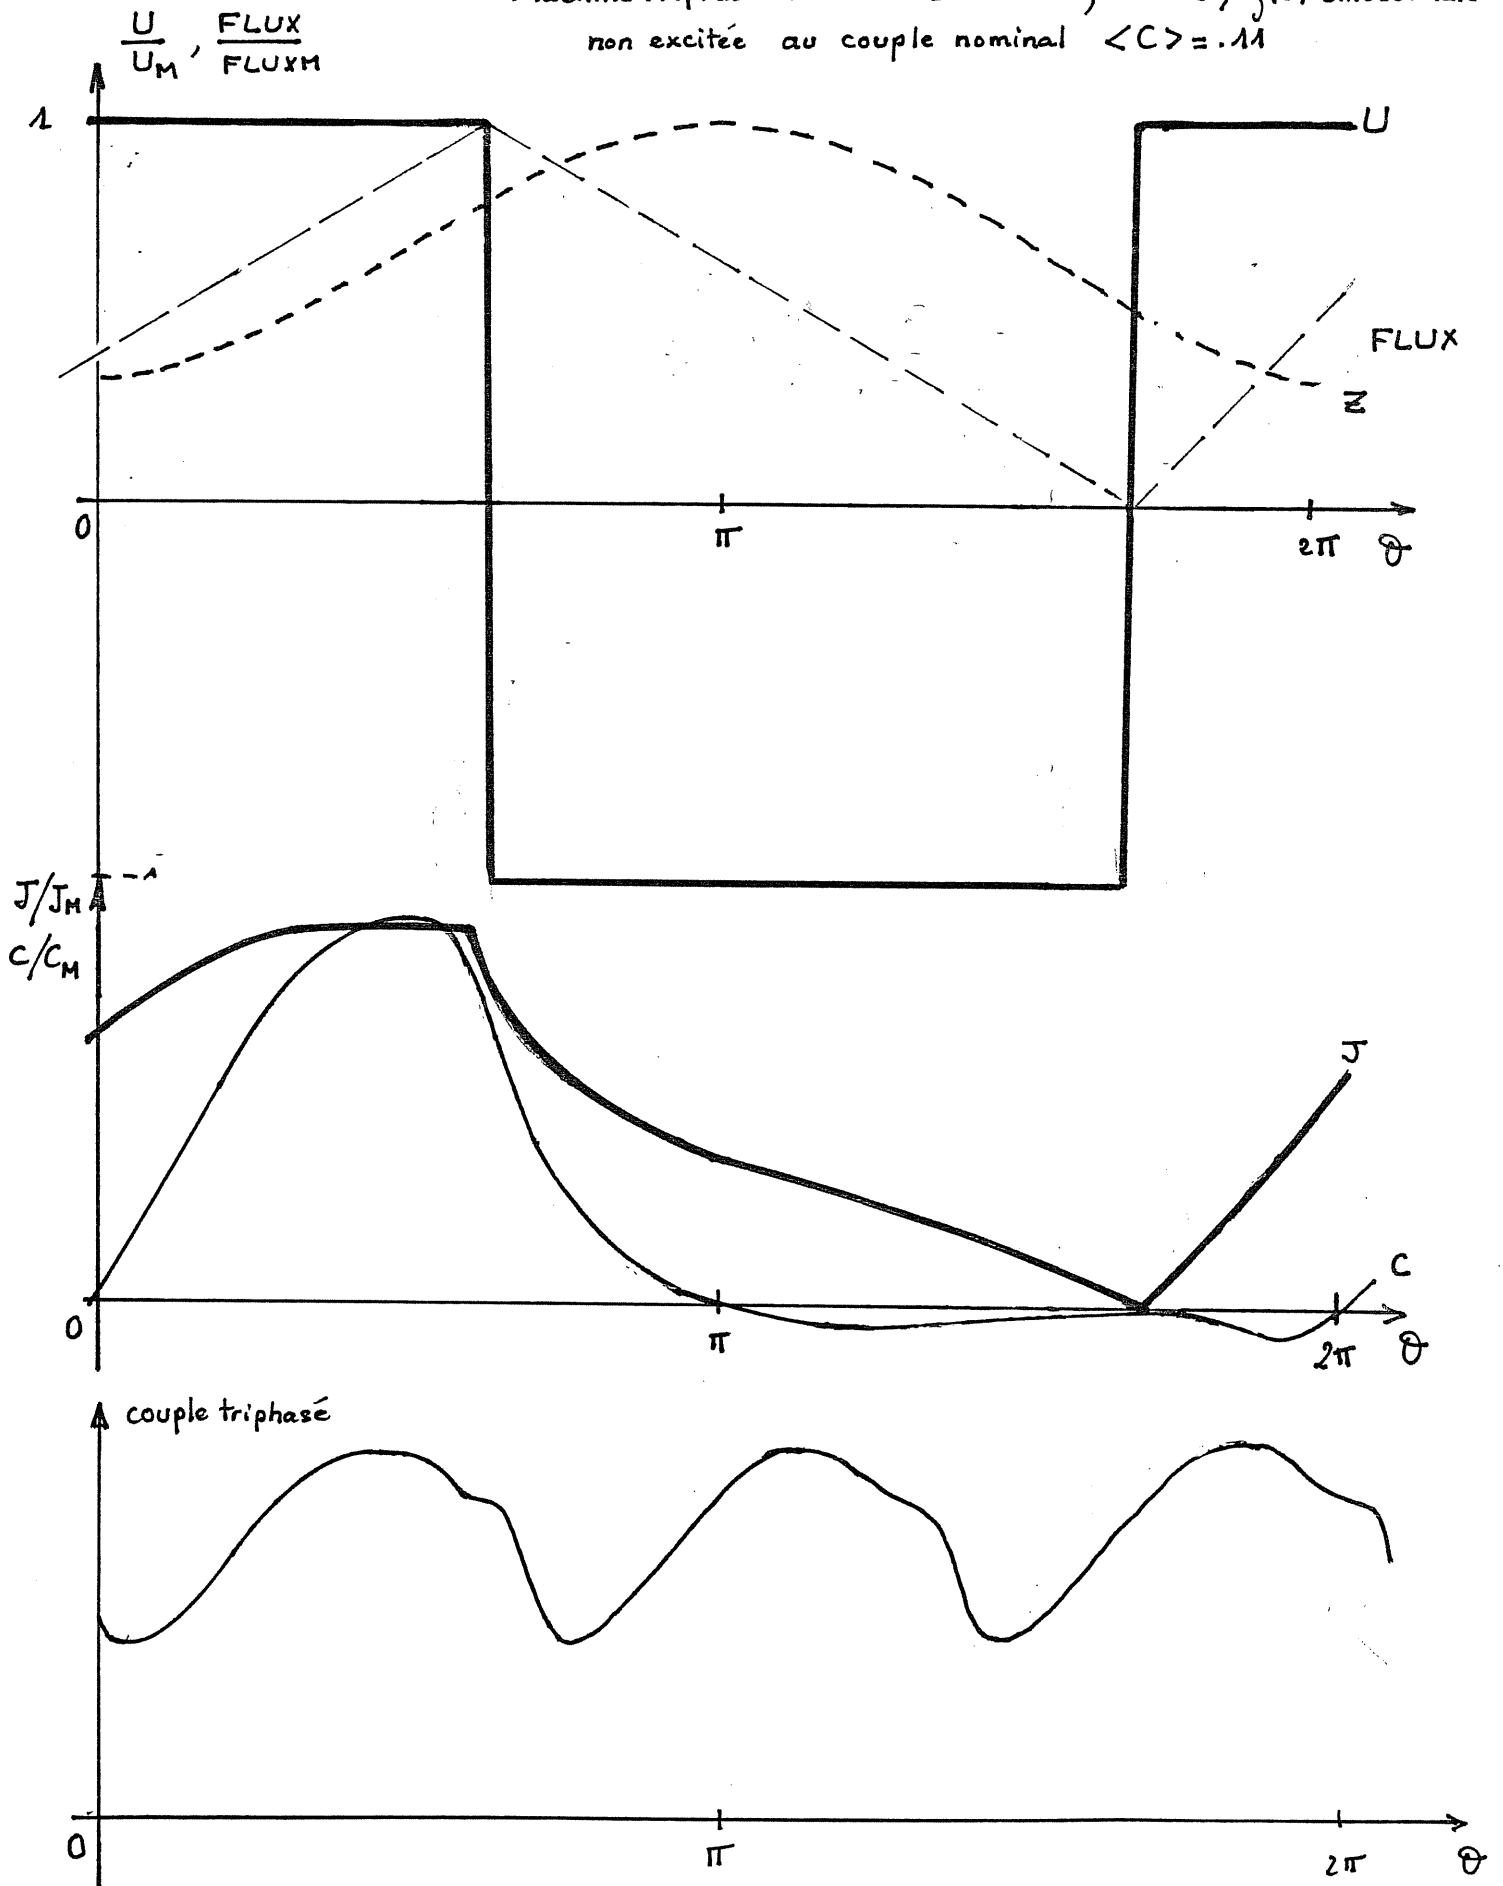 U/U_M , FLUX/FLUXM
non excitée au couple nominal <C> = .11
1
U
FLUX
Z
0
π
2π
θ
-1
J/J_M
C/C_M
J
C
0
π
2π
θ
couple triphasé
0
π
2π
θ